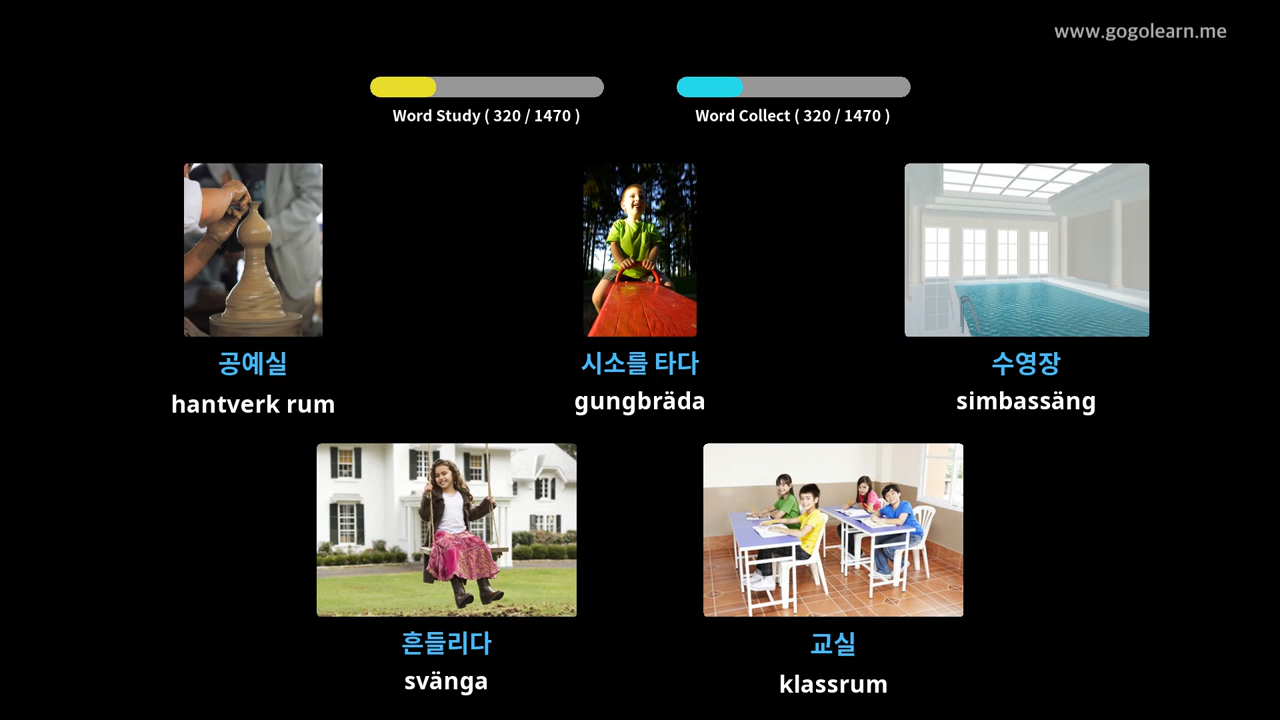 www.gogolearn.me
Word Study ( 320 / 1470 )
Word Collect ( 320 / 1470 )
공예실
hantverk rum
시소를 타다
gungbräda
수영장
simbassäng
흔들리다
svänga
교실
klassrum